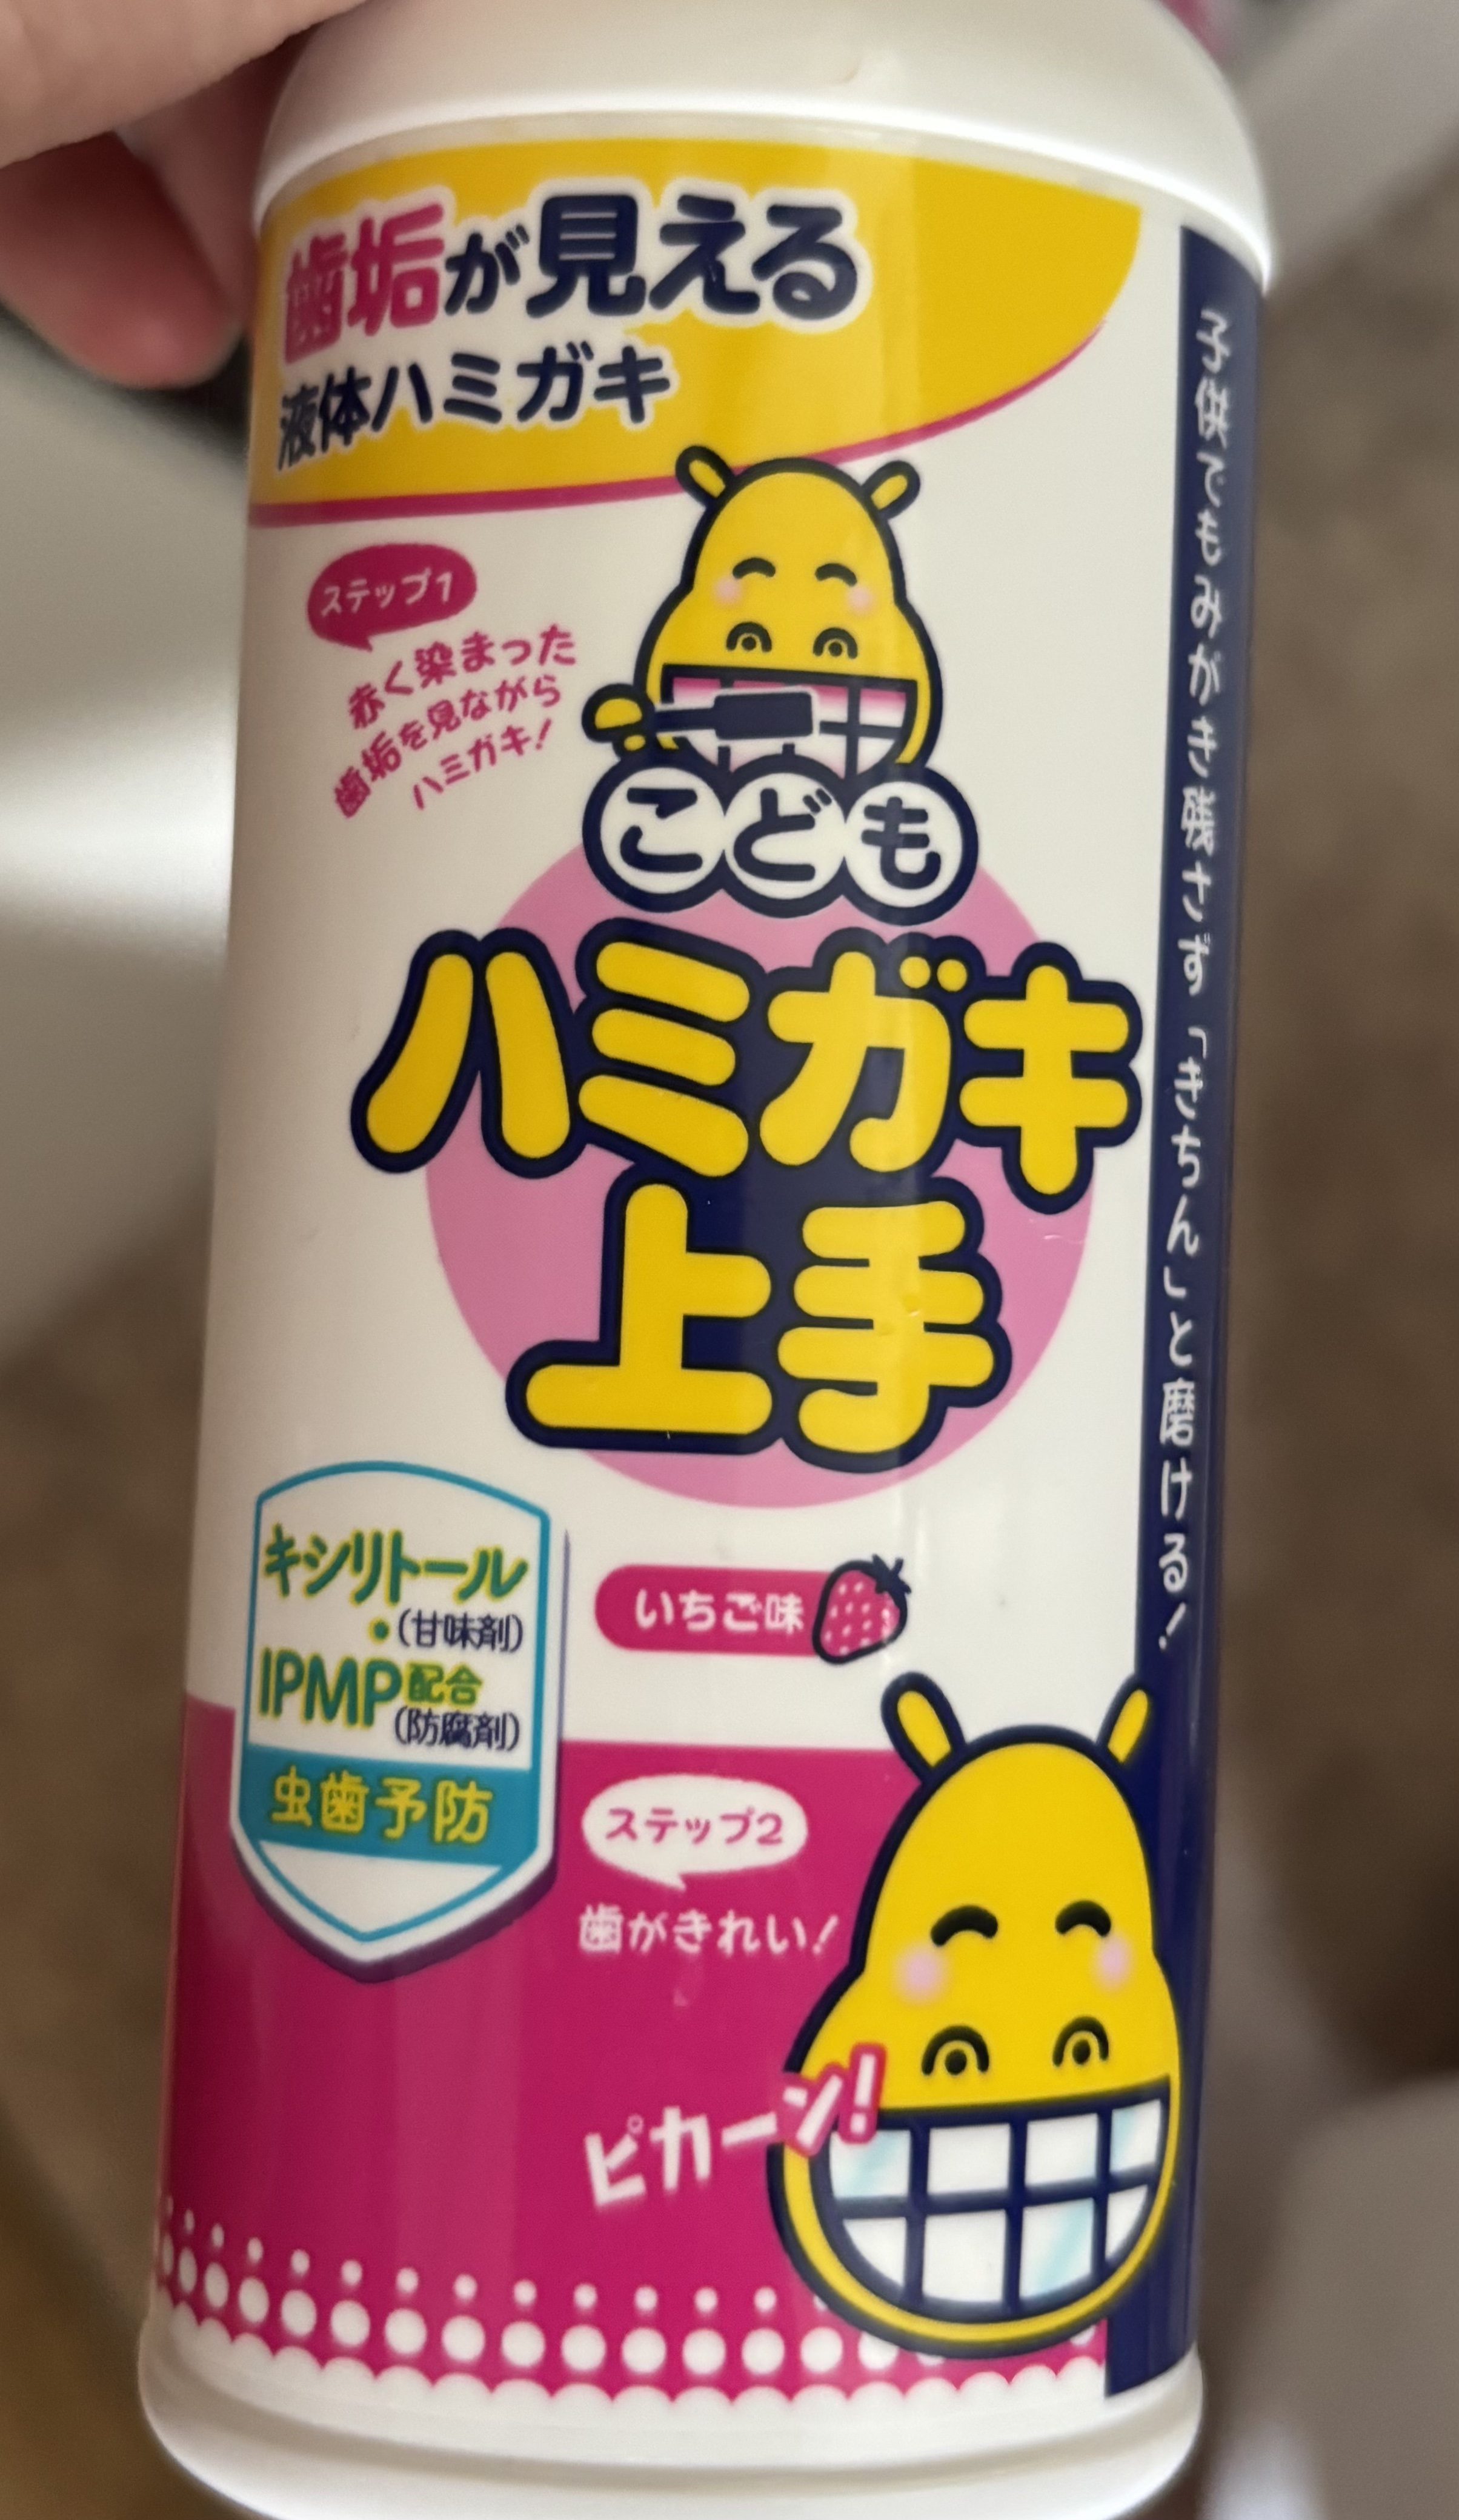 歯垢が見える
液体ハミガキ
ステップ1
赤く染まった
歯垢を見ながら
ハミガキ!
こども
ハミガキ
上手
キシリトール
・(甘味剤)
IPMP配合
(防腐剤)
虫歯予防
いちご味
ステップ2
歯がきれい!
ピカーン!
子供でもみがき残さず「きちん」と磨ける!